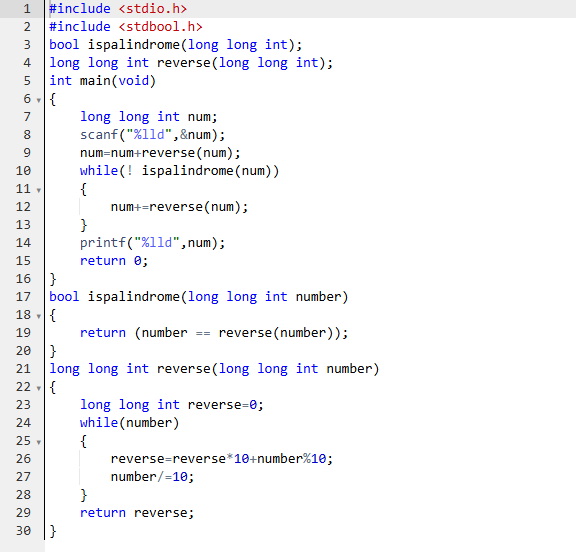 1 #include <stdio.h>
2 #include <stdbool.h>
3 bool ispalindrome(long long int);
4 long long int reverse(long long int);
5 int main(void)
6 {
7     long long int num;
8     scanf("%lld",&num);
9     num=num+reverse(num);
10     while(! ispalindrome(num))
11     {
12         num+=reverse(num);
13     }
14     printf("%lld",num);
15     return 0;
16 }
17 bool ispalindrome(long long int number)
18 {
19     return (number == reverse(number));
20 }
21 long long int reverse(long long int number)
22 {
23     long long int reverse=0;
24     while(number)
25     {
26         reverse=reverse*10+number%10;
27         number/=10;
28     }
29     return reverse;
30 }